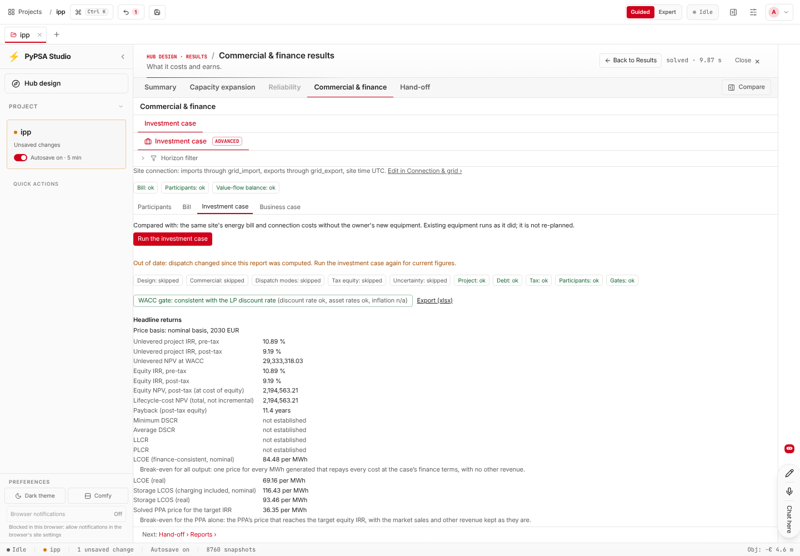 Projects / ipp Ctrl K 1 Guided Expert Idle A
ipp × +
PyPSA Studio
Hub design
PROJECT
ipp
Unsaved changes
Autosave on · 5 min
QUICK ACTIONS
HUB DESIGN · RESULTS / Commercial & finance results
What it costs and earns.
← Back to Results solved · 9.87 s Close ×
Summary Capacity expansion Reliability Commercial & finance Hand-off Compare
Commercial & finance
Investment case
Investment case ADVANCED
› Horizon filter
Site connection: imports through grid_import, exports through grid_export, site time UTC. Edit in Connection & grid ›
Bill: ok Participants: ok Value-flow balance: ok
Participants Bill Investment case Business case
Compared with: the same site's energy bill and connection costs without the owner's new equipment. Existing equipment runs as it did; it is not re-planned.
Run the investment case
Out of date: dispatch changed since this report was computed. Run the investment case again for current figures.
Design: skipped Commercial: skipped Dispatch modes: skipped Tax equity: skipped Uncertainty: skipped Project: ok Debt: ok Tax: ok Participants: ok Gates: ok
WACC gate: consistent with the LP discount rate (discount rate ok, asset rates ok, inflation n/a) Export (xlsx)
Headline returns
Price basis: nominal basis, 2030 EUR
Unlevered project IRR, pre-tax 10.89 %
Unlevered project IRR, post-tax 9.19 %
Unlevered NPV at WACC 29,333,318.03
Equity IRR, pre-tax 10.89 %
Equity IRR, post-tax 9.19 %
Equity NPV, post-tax (at cost of equity) 2,194,563.21
Lifecycle-cost NPV (total, not incremental) 2,194,563.21
Payback (post-tax equity) 11.4 years
Minimum DSCR not established
Average DSCR not established
LLCR not established
PLCR not established
LCOE (finance-consistent, nominal) 84.48 per MWh
Break-even for all output: one price for every MWh generated that repays every cost at the case's finance terms, with no other revenue.
LCOE (real) 69.16 per MWh
Storage LCOS (charging included, nominal) 116.43 per MWh
Storage LCOS (real) 93.46 per MWh
Solved PPA price for the target IRR 36.35 per MWh
Break-even for the PPA alone: the PPA's price that reaches the target equity IRR, with the market sales and other revenue kept as they are.
Next: Hand-off › Reports ›
PREFERENCES
Dark theme Comfy
Browser notifications Off
Blocked in this browser: allow notifications in the browser's site settings
Chat here
Idle ipp 1 unsaved change Autosave on 8760 snapshots Obj: −€ 4.6